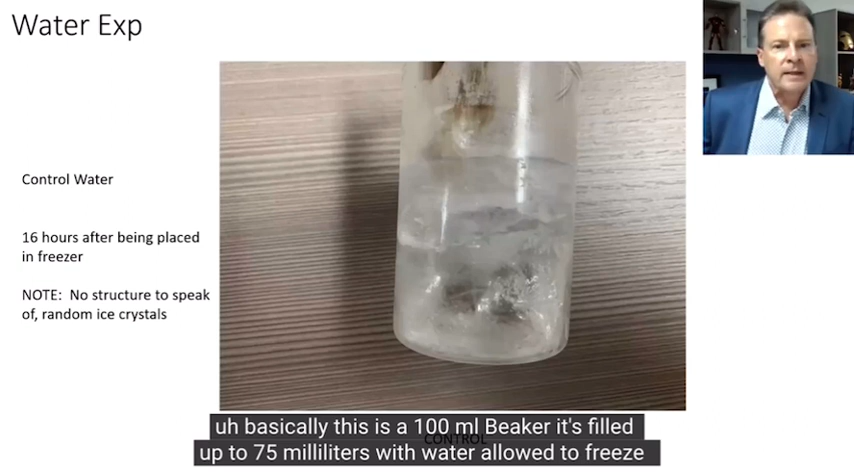 Water Exp
Control Water
16 hours after being placed
in freezer
NOTE:  No structure to speak
of, random ice crystals
uh basically this is a 100 ml Beaker it's filled
CONTROL
up to 75 milliliters with water allowed to freeze